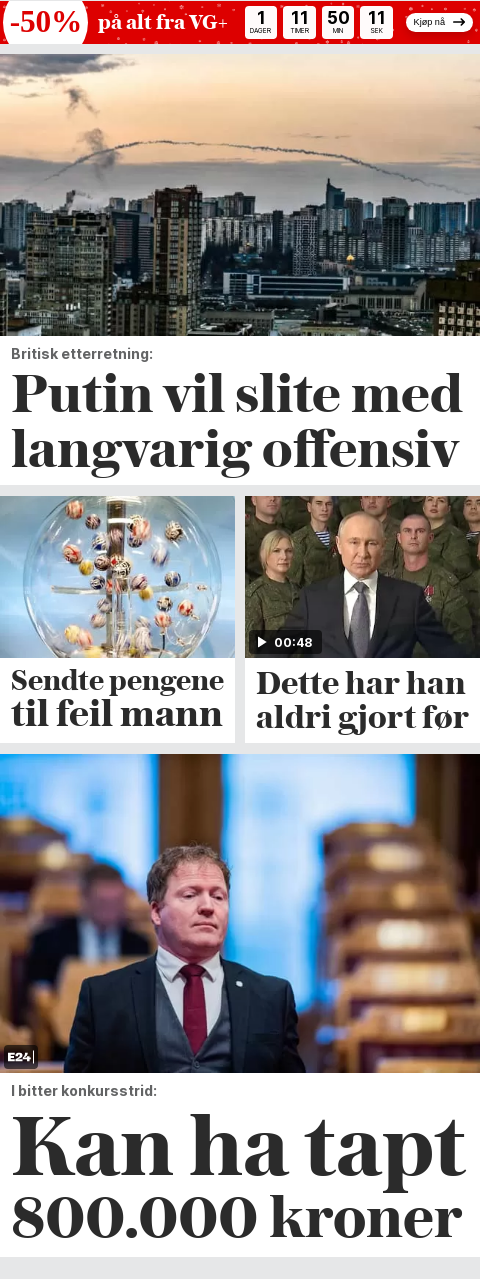 -50% på alt fra VG+
1 11 50 11
DAGER TIMER MIN SEK
Kjøp nå
Britisk etterretning:
Putin vil slite med
langvarig offensiv
Sendte pengene
til feil mann
00:48
Dette har han
aldri gjort før
E24
I bitter konkursstrid:
Kan ha tapt
800.000 kroner